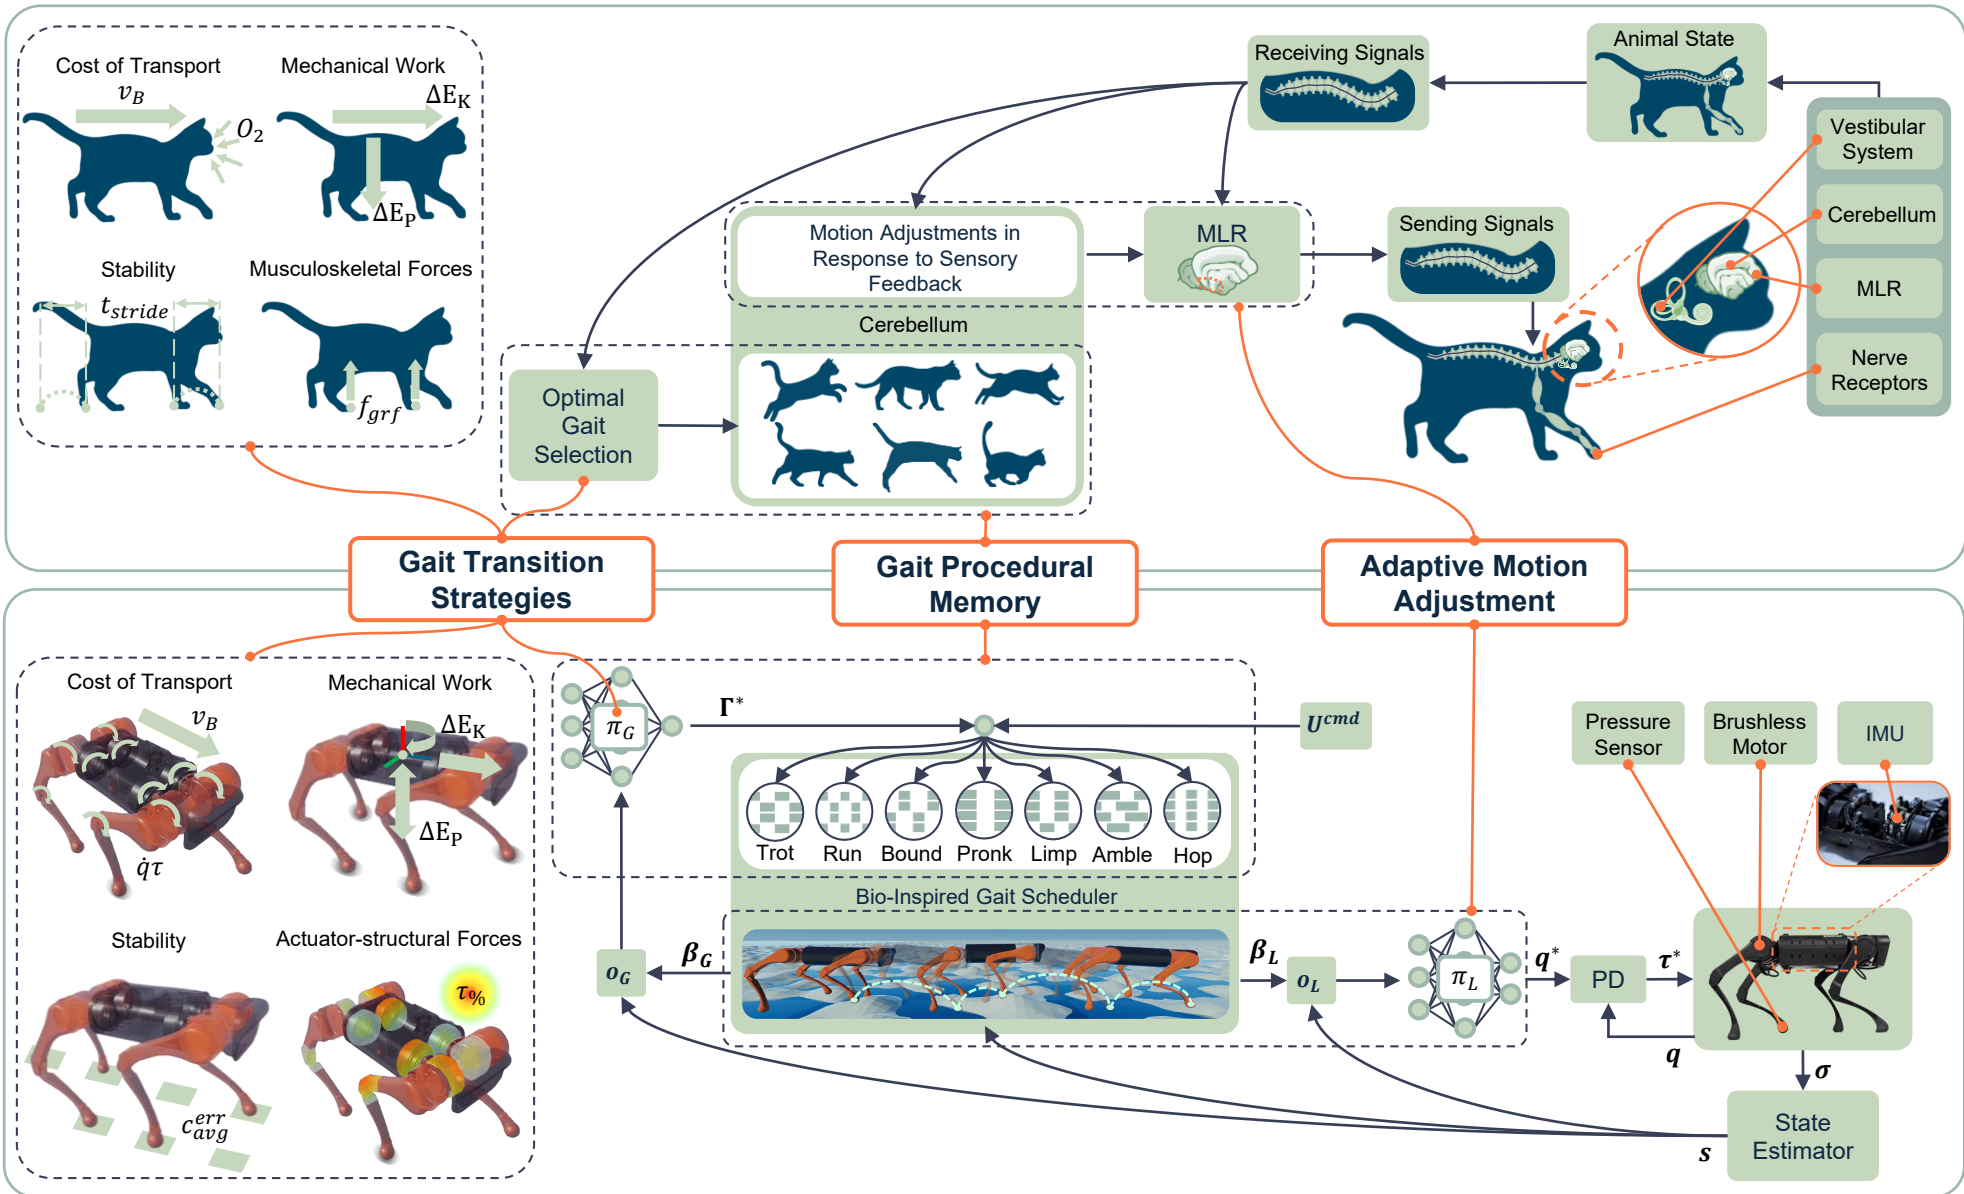 Cost of Transport
v_B
O_2
Mechanical Work
ΔE_K
ΔE_P
Stability
t_stride
Musculoskeletal Forces
f_grf
Receiving Signals
Animal State
Vestibular
System
Cerebellum
MLR
Nerve
Receptors
Motion Adjustments in
Response to Sensory
Feedback
MLR
Sending Signals
Cerebellum
Optimal
Gait
Selection
Gait Transition
Strategies
Gait Procedural
Memory
Adaptive Motion
Adjustment
Cost of Transport
v_B
q̇τ
Mechanical Work
ΔE_K
ΔE_P
Stability
c_avg^err
Actuator-structural Forces
τ_%
π_G
Γ*
U^cmd
Trot
Run
Bound
Pronk
Limp
Amble
Hop
Bio-Inspired Gait Scheduler
o_G
β_G
β_L
o_L
π_L
q*
PD
τ*
q
σ
s
State
Estimator
Pressure
Sensor
Brushless
Motor
IMU